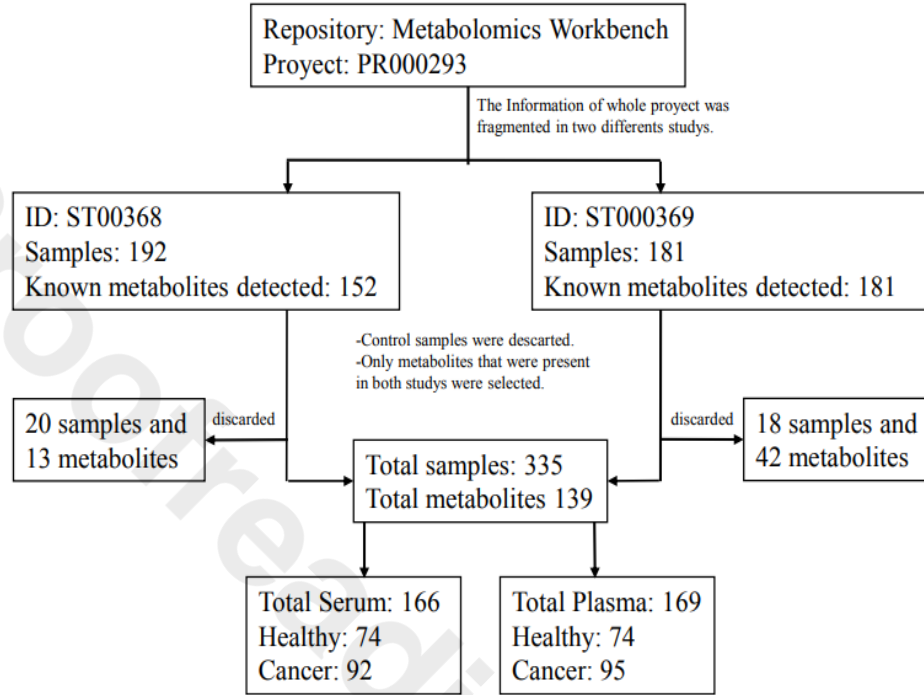 Repository: Metabolomics Workbench
Proyect: PR000293
The Information of whole proyect was
fragmented in two differents studys.
ID: ST00368
Samples: 192
Known metabolites detected: 152
ID: ST000369
Samples: 181
Known metabolites detected: 181
-Control samples were descarted.
-Only metabolites that were present
in both studys were selected.
20 samples and
13 metabolites
discarded
discarded
18 samples and
42 metabolites
Total samples: 335
Total metabolites 139
Total Serum: 166
Healthy: 74
Cancer: 92
Total Plasma: 169
Healthy: 74
Cancer: 95